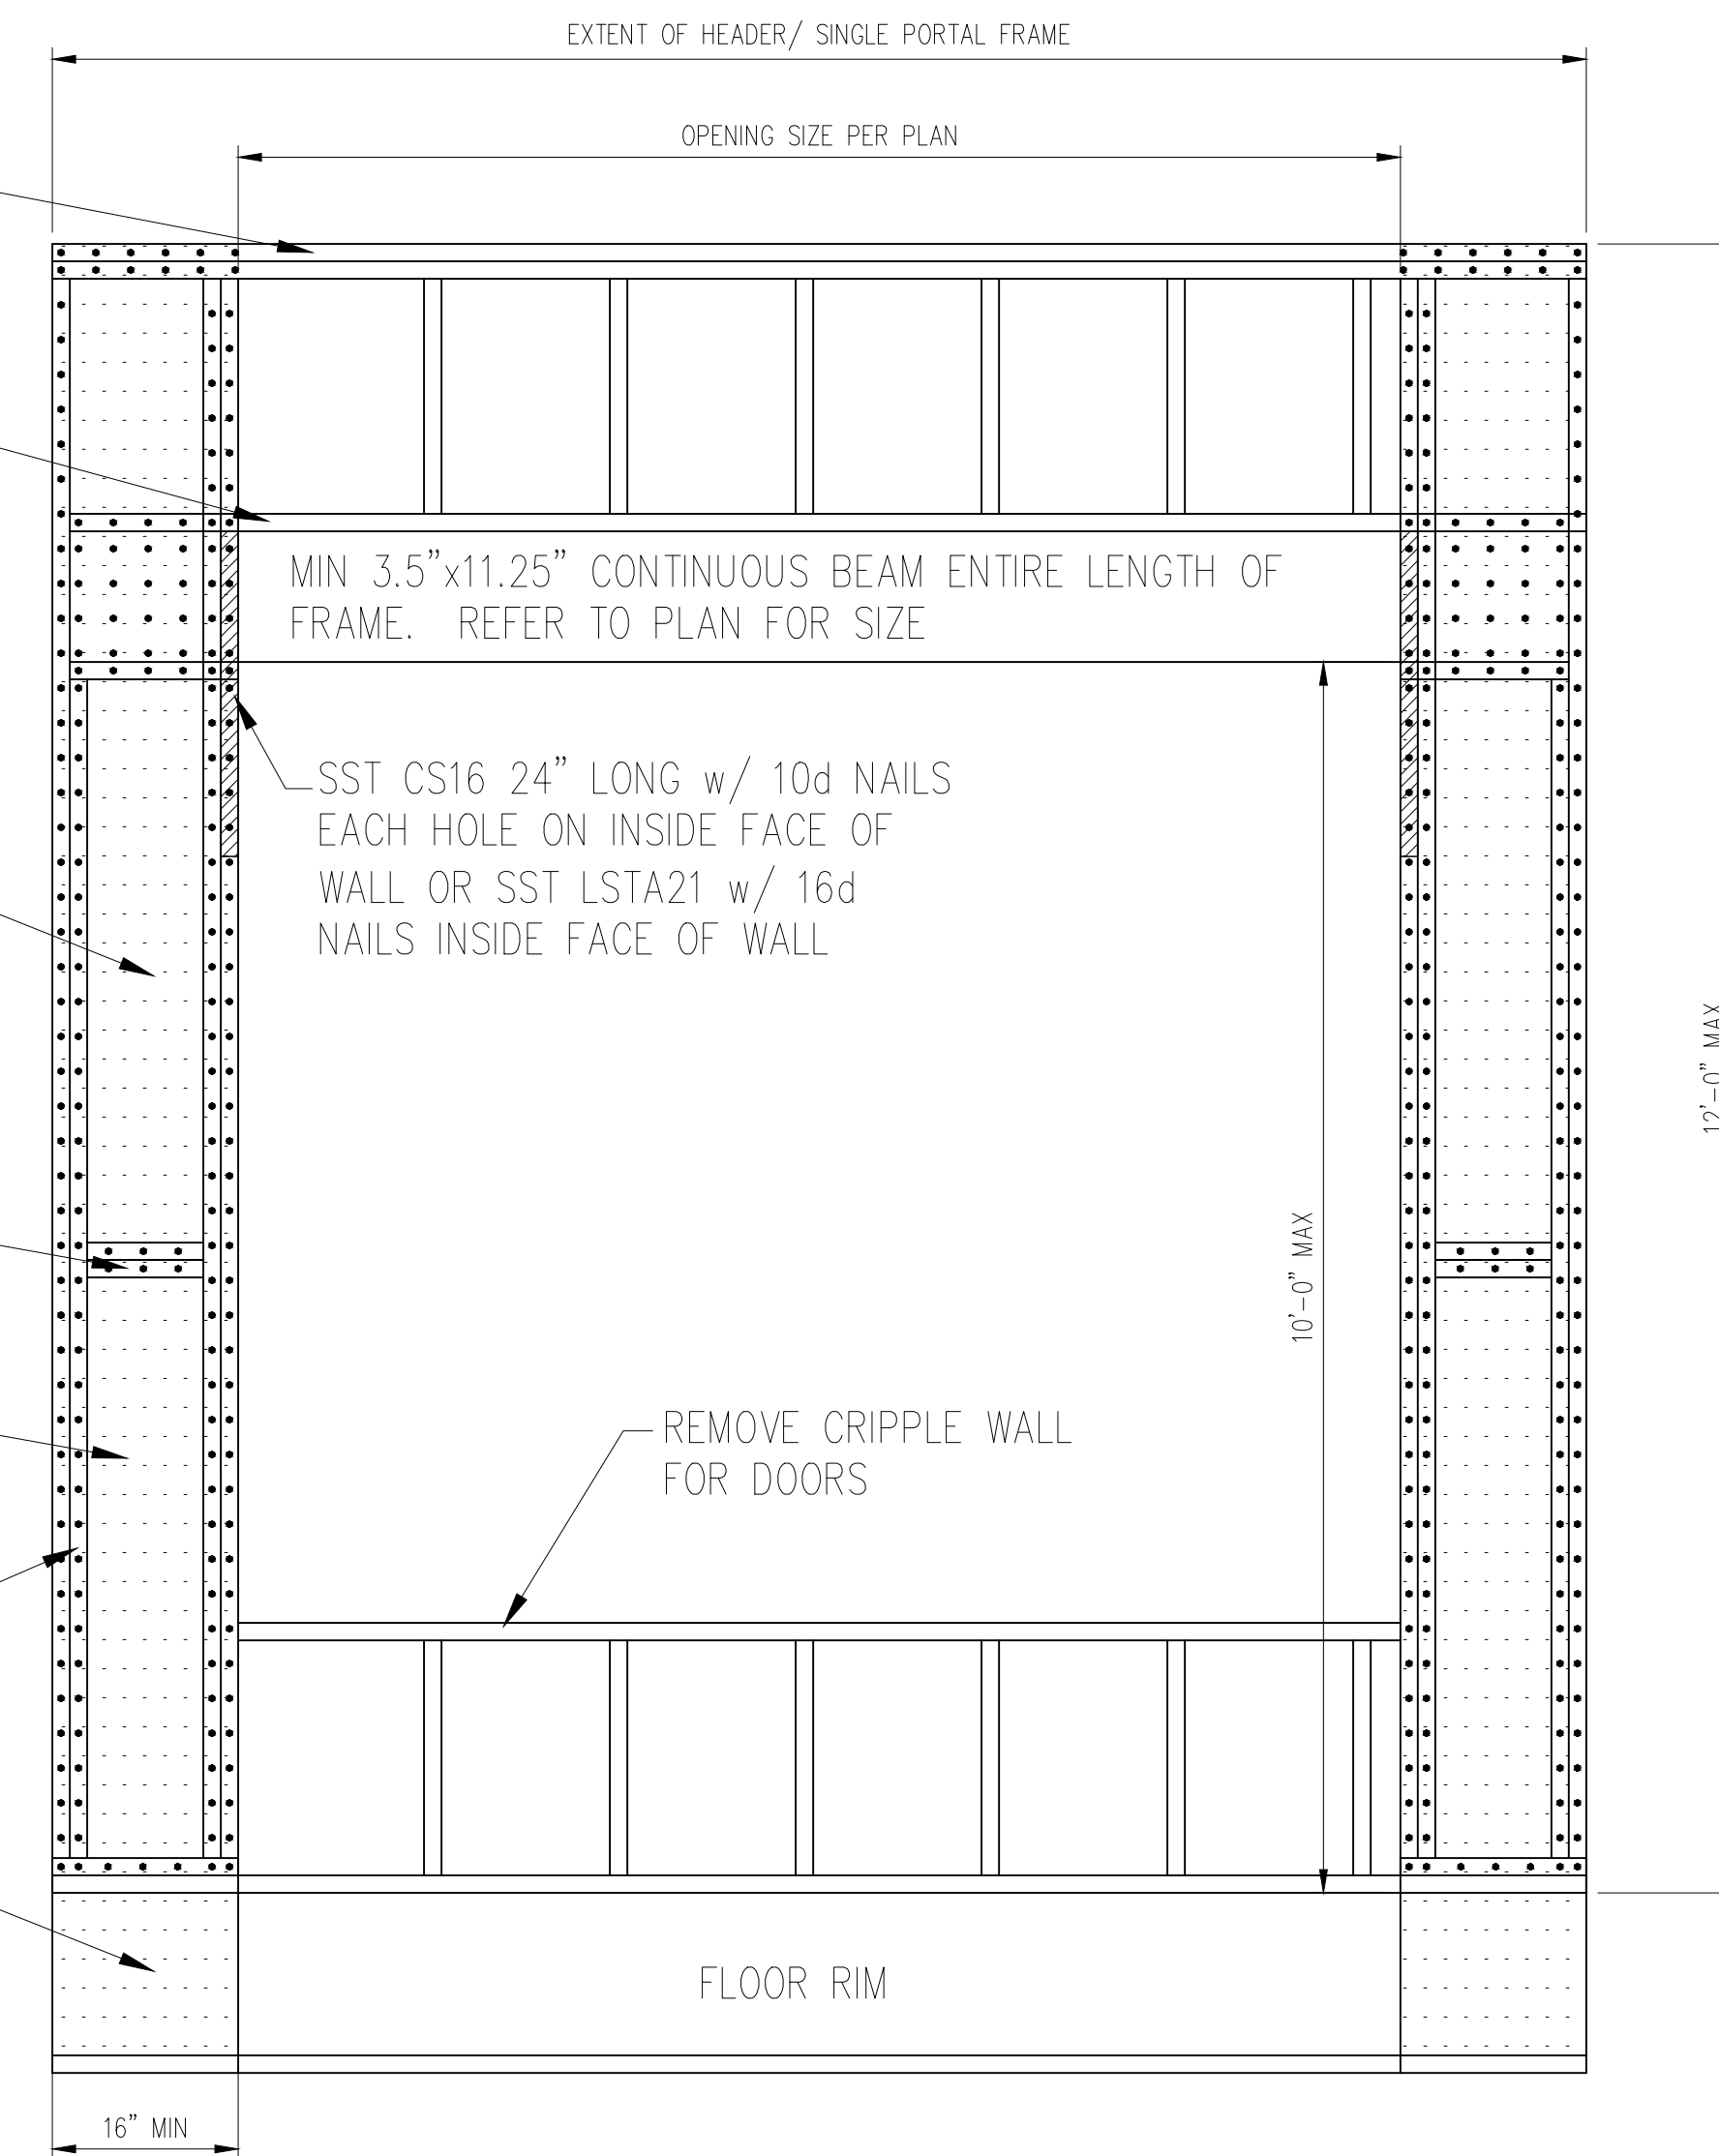 EXTENT OF HEADER/ SINGLE PORTAL FRAME
OPENING SIZE PER PLAN
MIN 3.5”x11.25” CONTINUOUS BEAM ENTIRE LENGTH OF
FRAME. REFER TO PLAN FOR SIZE
SST CS16 24” LONG w/ 10d NAILS
EACH HOLE ON INSIDE FACE OF
WALL OR SST LSTA21 w/ 16d
NAILS INSIDE FACE OF WALL
12’-0” MAX
10’-0” MAX
REMOVE CRIPPLE WALL
FOR DOORS
FLOOR RIM
16” MIN